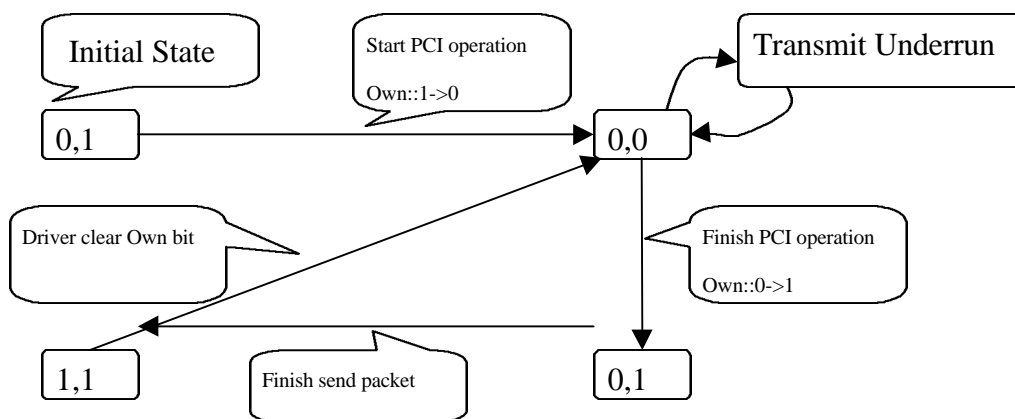 Initial State
Start PCI operation
Own::1->0
Transmit Underrun
0,1
0,0
Driver clear Own bit
Finish PCI operation
Own::0->1
1,1
Finish send packet
0,1